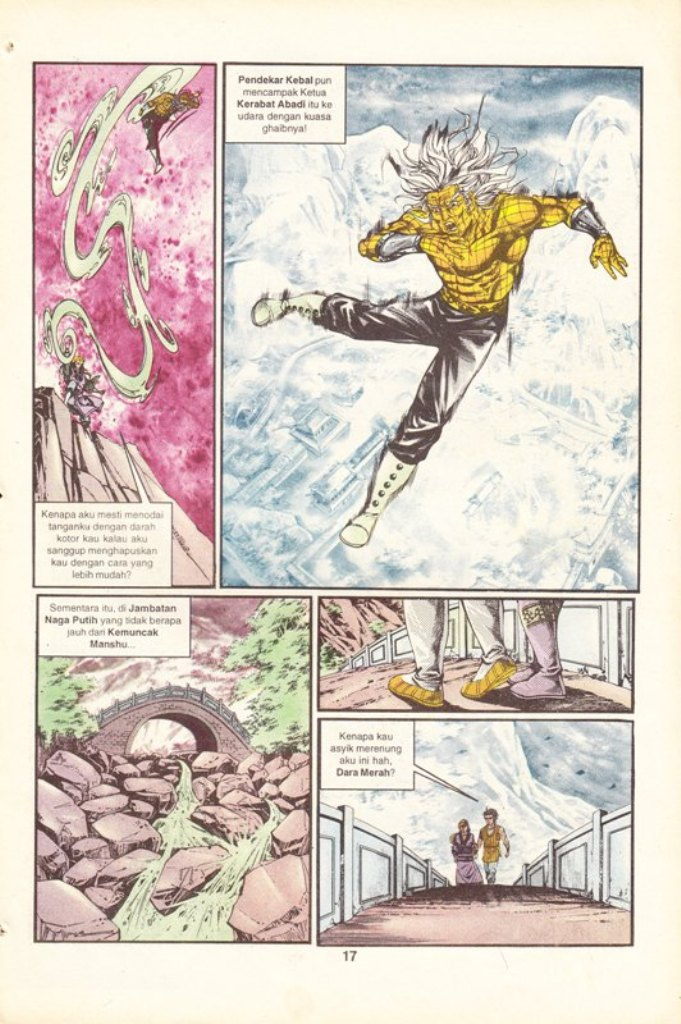 Kenapa aku mesti menodai
tanganku dengan darah
kotor kau kalau aku
sanggup menghapuskan
kau dengan cara yang
lebih mudah?
Pendekar Kebal pun
mencampak Ketua
Kerabat Abadi itu ke
udara dengan kuasa
ghaibnya!
Sementara itu, di Jambatan
Naga Putih yang tidak berapa
jauh dari Kemuncak
Manshu...
Kenapa kau
asyik merenung
aku ini hah,
Dara Merah?
17